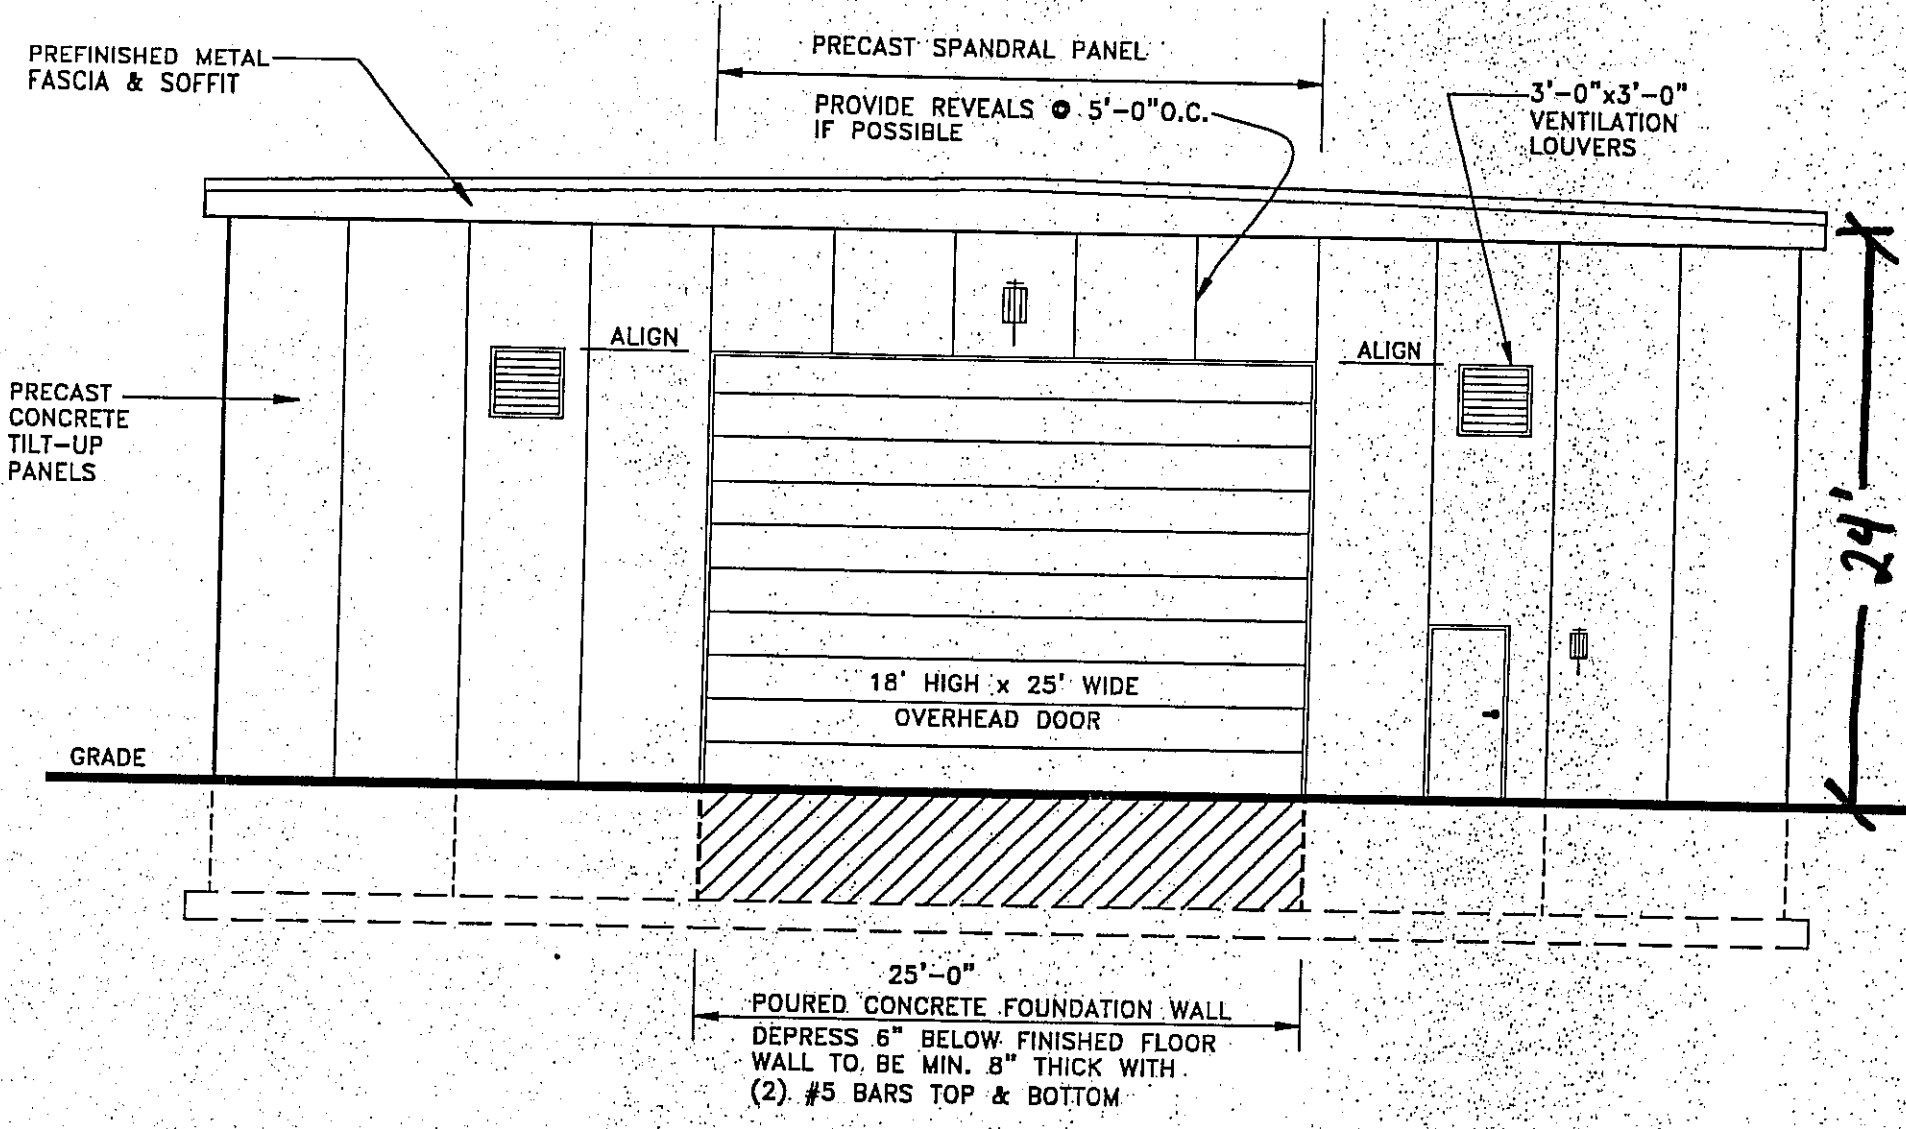 PREFINISHED METAL
FASCIA & SOFFIT
PRECAST SPANDRAL PANEL
PROVIDE REVEALS @ 5'-0"O.C.
IF POSSIBLE
3'-0"x3'-0"
VENTILATION
LOUVERS
ALIGN
ALIGN
PRECAST
CONCRETE
TILT-UP
PANELS
24'
18' HIGH x 25' WIDE
OVERHEAD DOOR
GRADE
25'-0"
POURED CONCRETE FOUNDATION WALL
DEPRESS 6" BELOW FINISHED FLOOR
WALL TO BE MIN. 8" THICK WITH
(2) #5 BARS TOP & BOTTOM